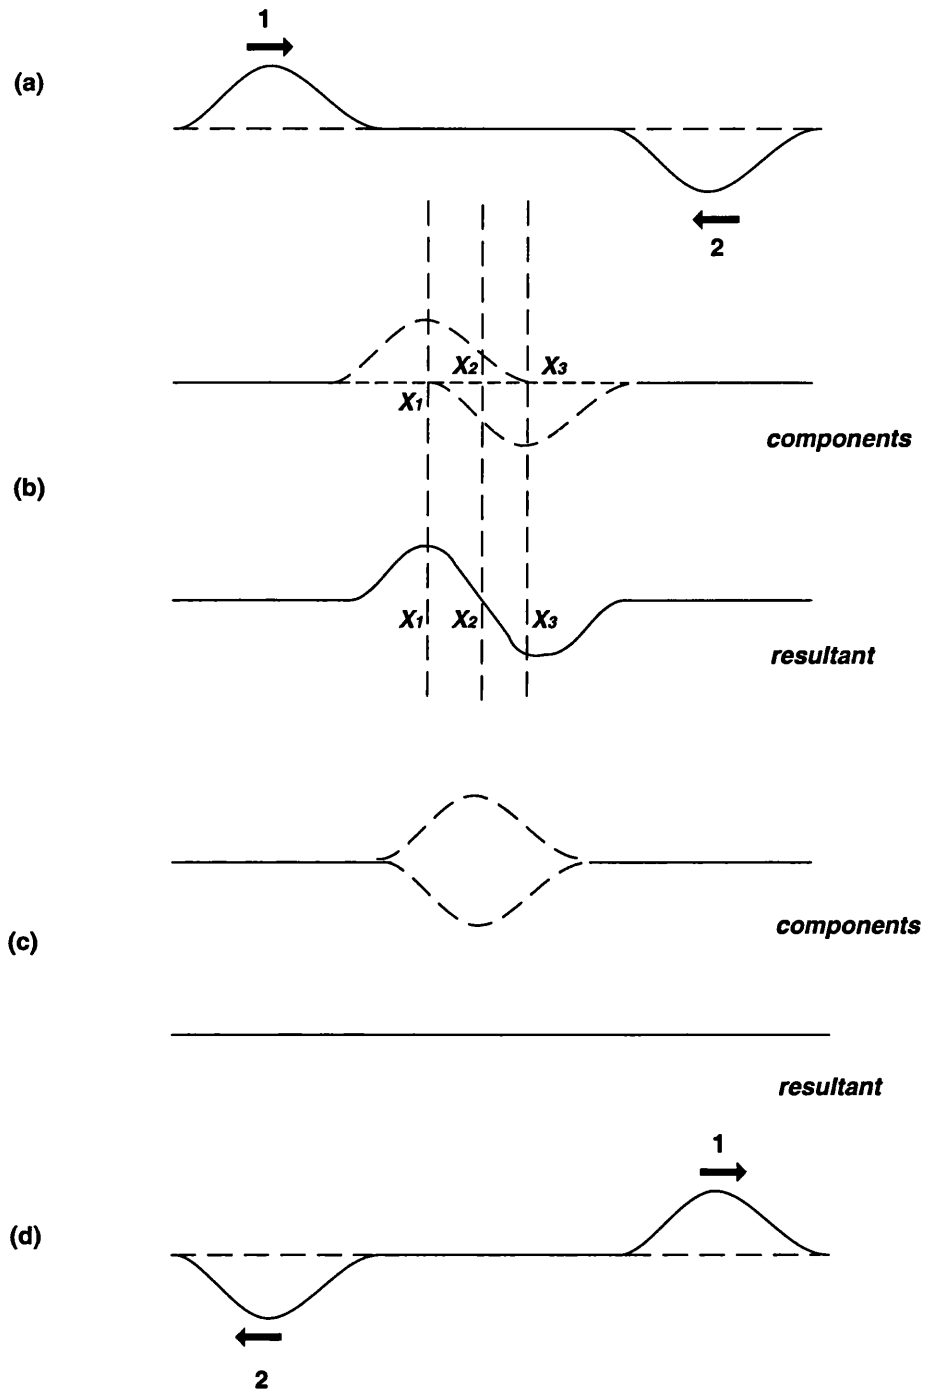 1
(a)
2
X2 X3
X1
components
(b)
X1 X2 X3
resultant
components
(c)
resultant
1
(d)
2